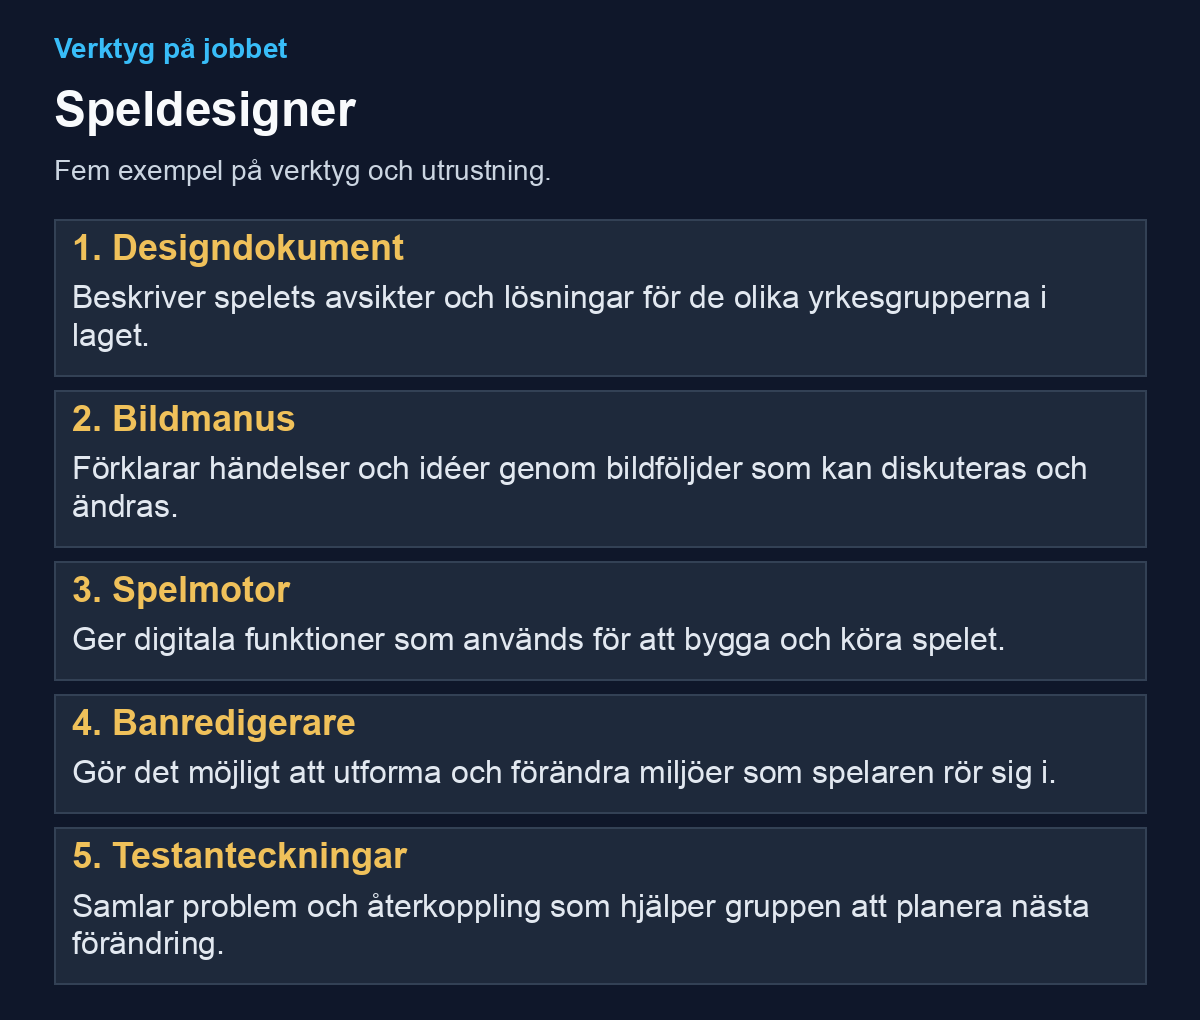 Verktyg på jobbet
Speldesigner
Fem exempel på verktyg och utrustning.
1. Designdokument
Beskriver spelets avsikter och lösningar för de olika yrkesgrupperna i
laget.
2. Bildmanus
Förklarar händelser och idéer genom bildföljder som kan diskuteras och
ändras.
3. Spelmotor
Ger digitala funktioner som används för att bygga och köra spelet.
4. Banredigerare
Gör det möjligt att utforma och förändra miljöer som spelaren rör sig i.
5. Testanteckningar
Samlar problem och återkoppling som hjälper gruppen att planera nästa
förändring.